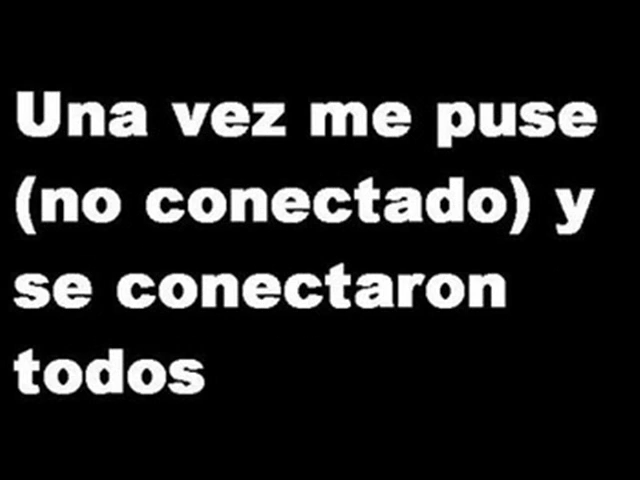 Una vez me puse
(no conectado) y
se conectaron
todos